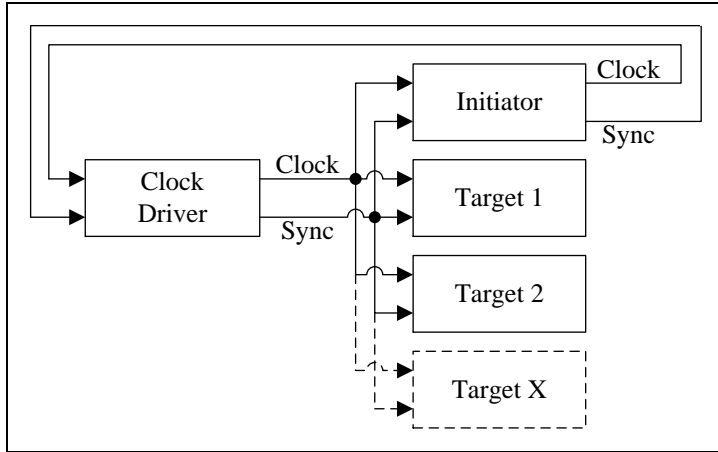 Clock
Initiator
Sync
Clock
Clock
Driver
Sync
Target 1
Target 2
Target X